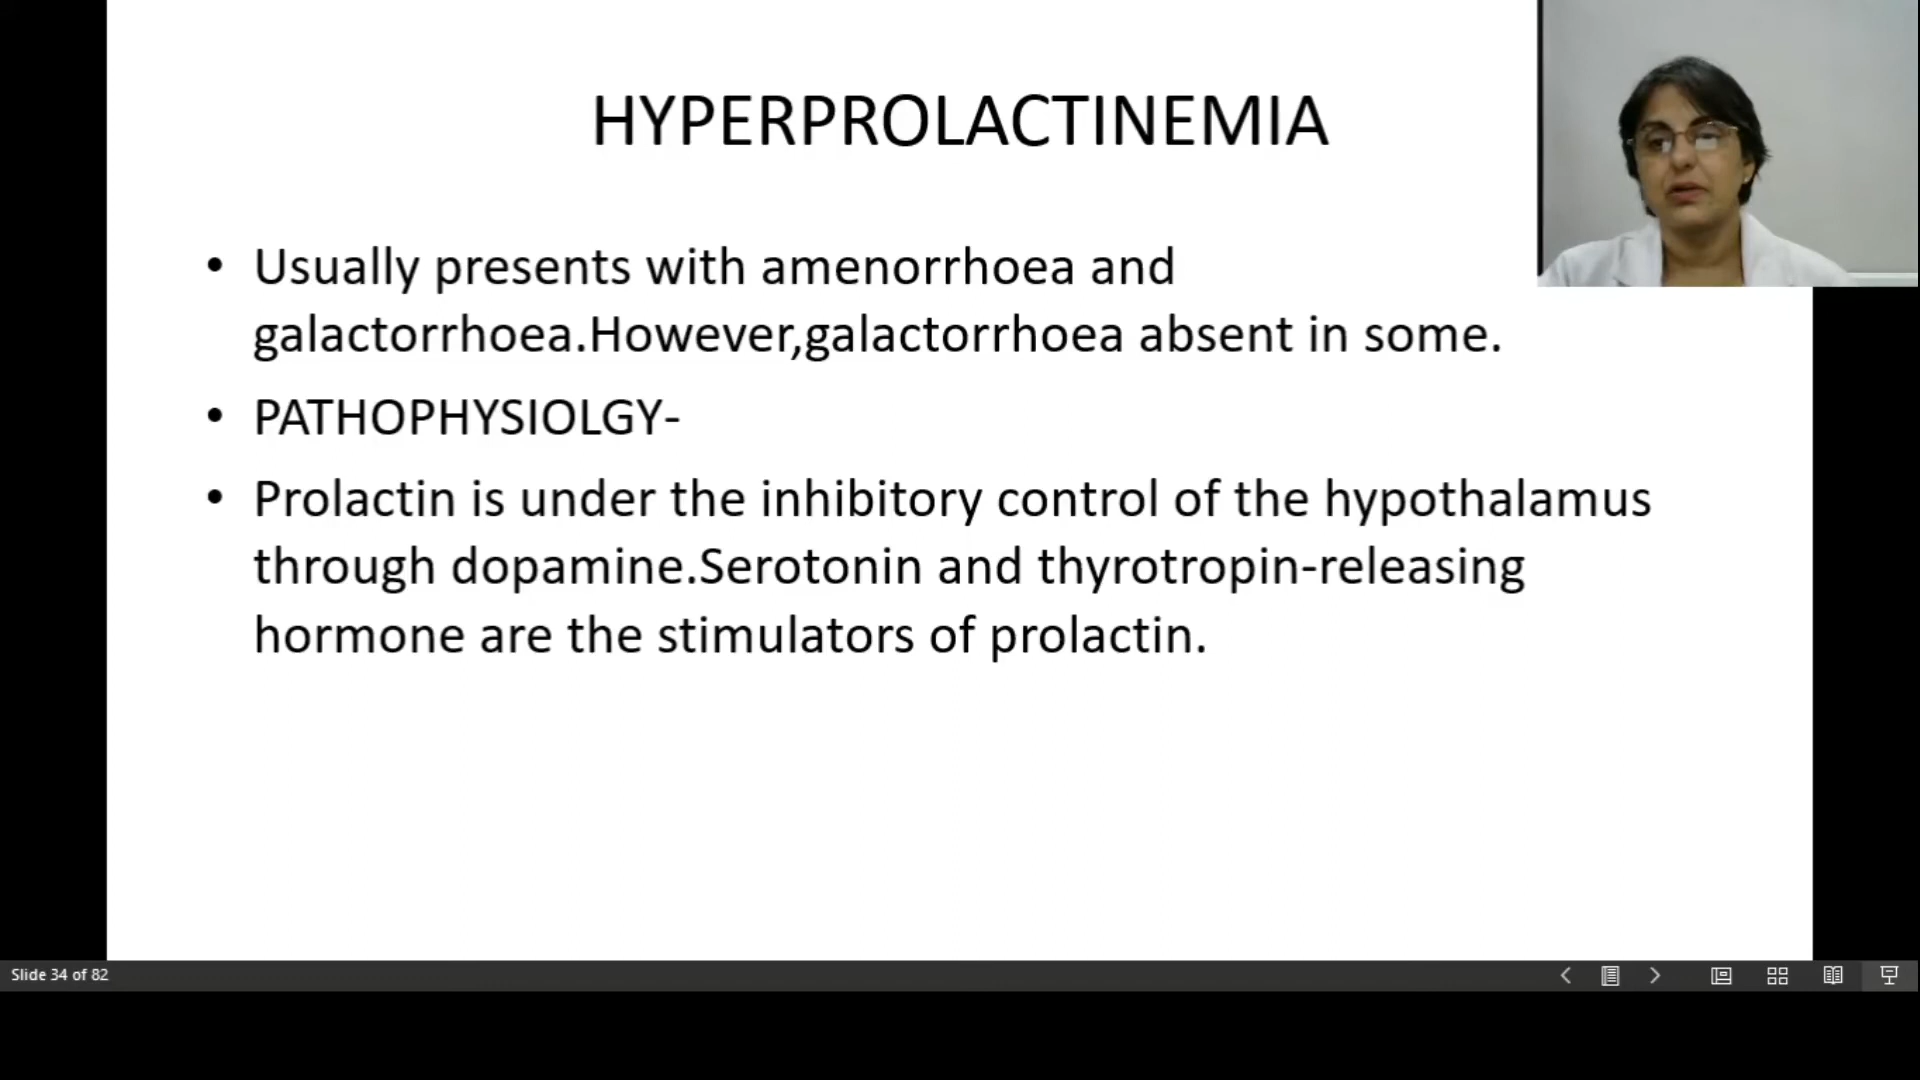 HYPERPROLACTINEMIA
• Usually presents with amenorrhoea and
galactorrhoea.However,galactorrhoea absent in some.
• PATHOPHYSIOLGY-
• Prolactin is under the inhibitory control of the hypothalamus
through dopamine.Serotonin and thyrotropin-releasing
hormone are the stimulators of prolactin.
Slide 34 of 82